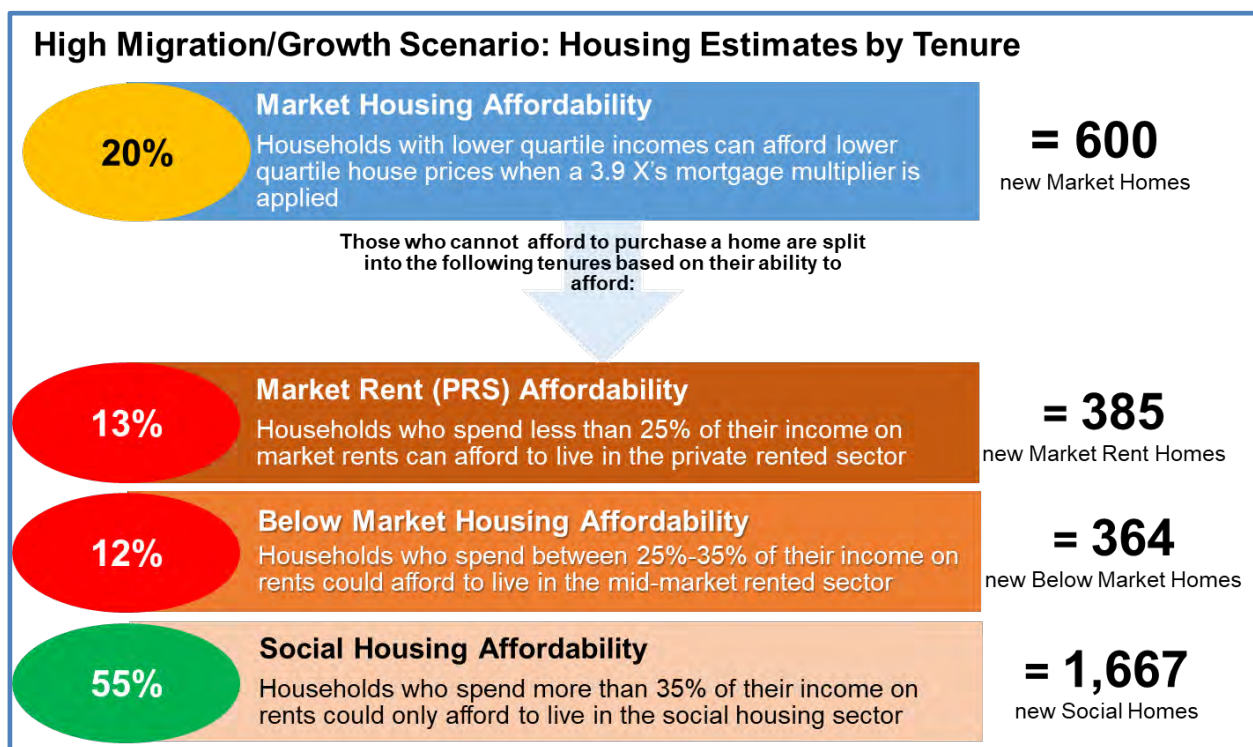 High Migration/Growth Scenario: Housing Estimates by Tenure
20%
Market Housing Affordability
Households with lower quartile incomes can afford lower
quartile house prices when a 3.9 X's mortgage multiplier is
applied
= 600
new Market Homes
Those who cannot afford to purchase a home are split
into the following tenures based on their ability to
afford:
13%
Market Rent (PRS) Affordability
Households who spend less than 25% of their income on
market rents can afford to live in the private rented sector
= 385
new Market Rent Homes
12%
Below Market Housing Affordability
Households who spend between 25%-35% of their income on
rents could afford to live in the mid-market rented sector
= 364
new Below Market Homes
55%
Social Housing Affordability
Households who spend more than 35% of their income on
rents could only afford to live in the social housing sector
= 1,667
new Social Homes